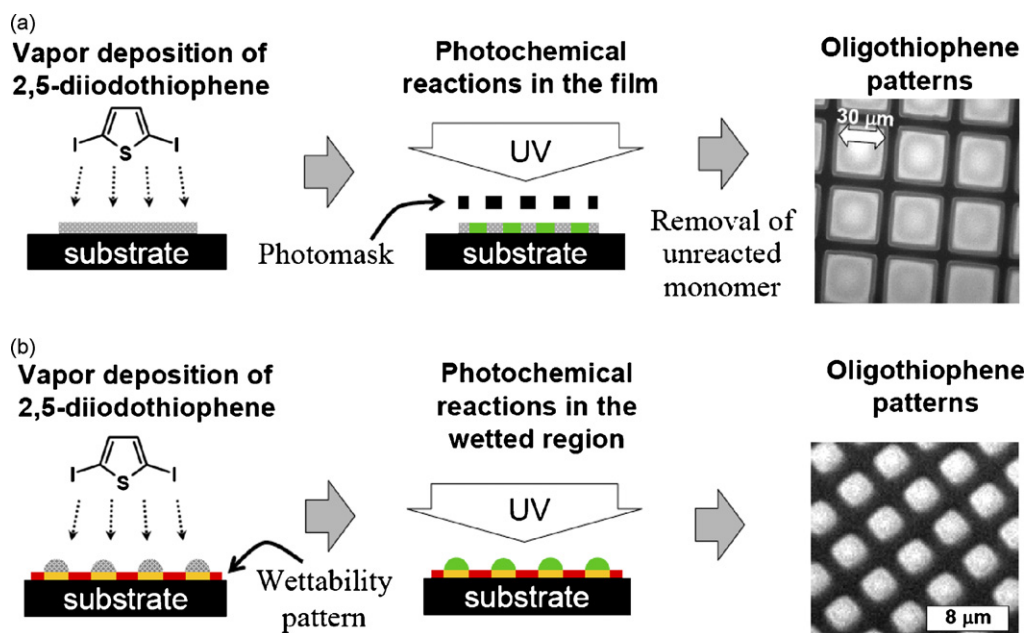 (a)
Vapor deposition of
2,5-diiodothiophene
I
S
I
substrate
Photochemical
reactions in the film
UV
Photomask
substrate
Removal of
unreacted
monomer
Oligothiophene
patterns
30 μm
(b)
Vapor deposition of
2,5-diiodothiophene
I
S
I
substrate
Wettability
pattern
Photochemical
reactions in the
wetted region
UV
substrate
Oligothiophene
patterns
8 μm